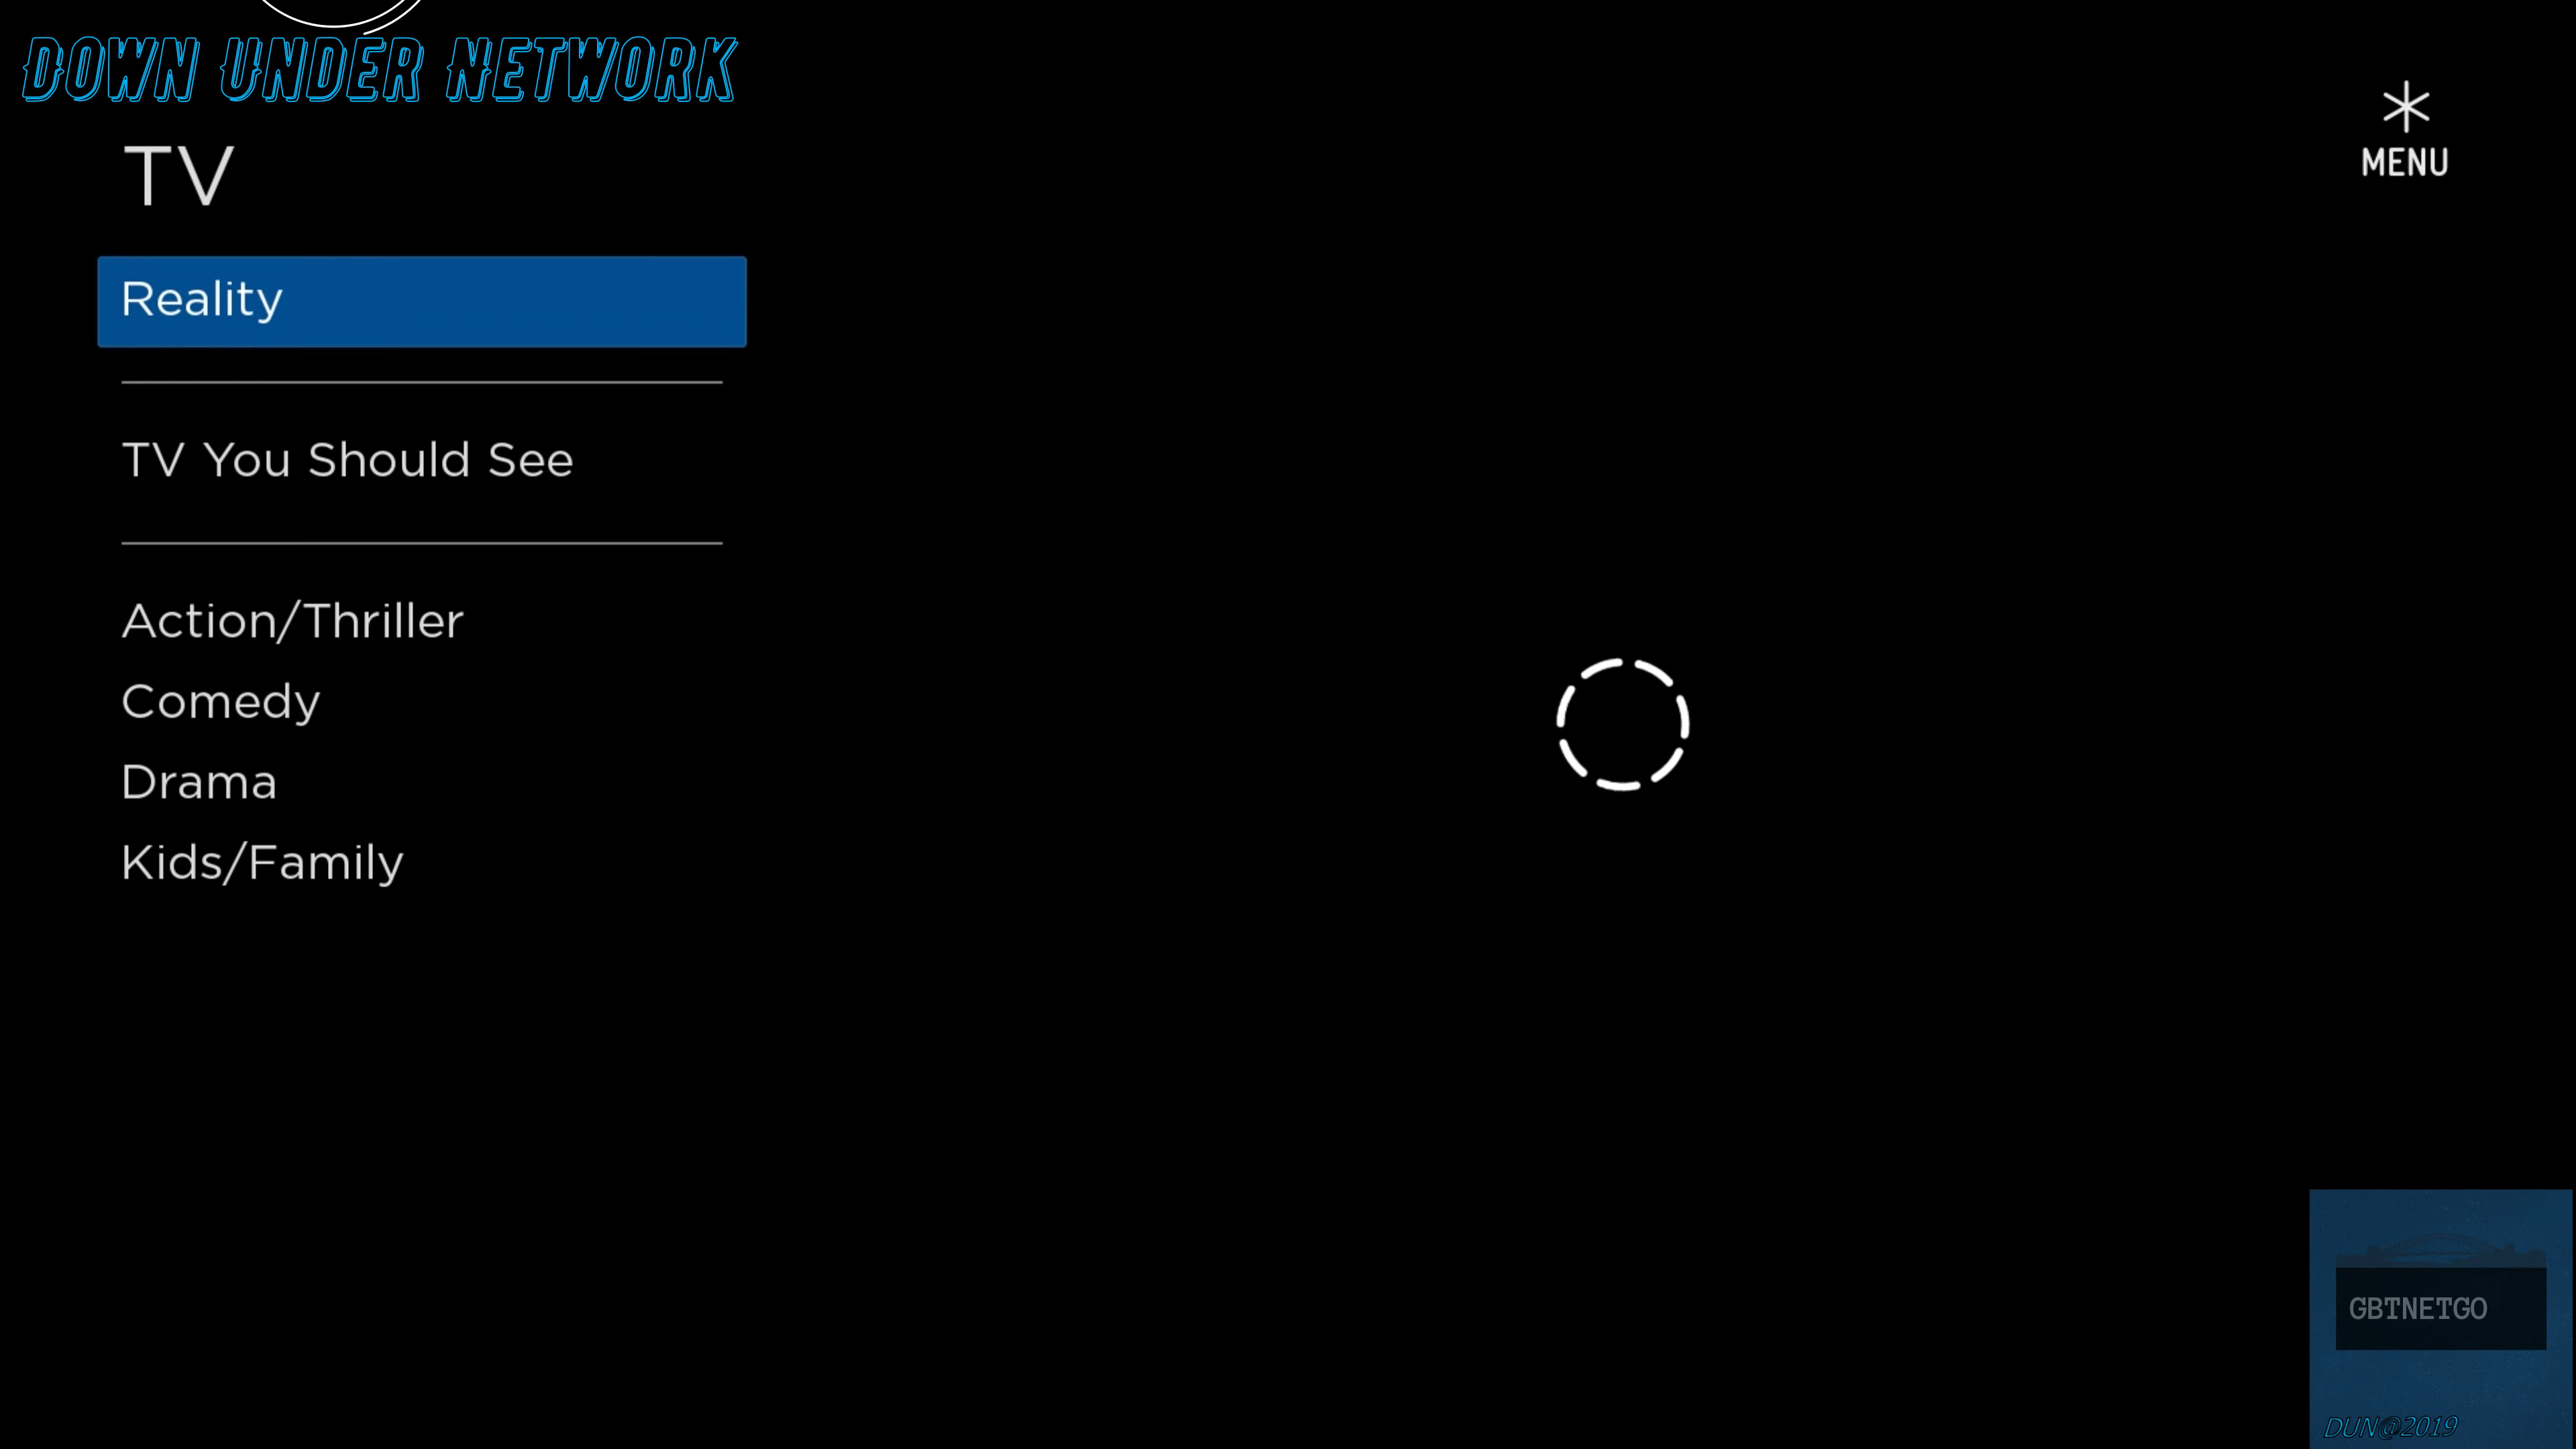 DOWN UNDER NETWORK
MENU
TV
Reality
TV You Should See
Action/Thriller
Comedy
Drama
Kids/Family
GBTNETGO
DUN@2019